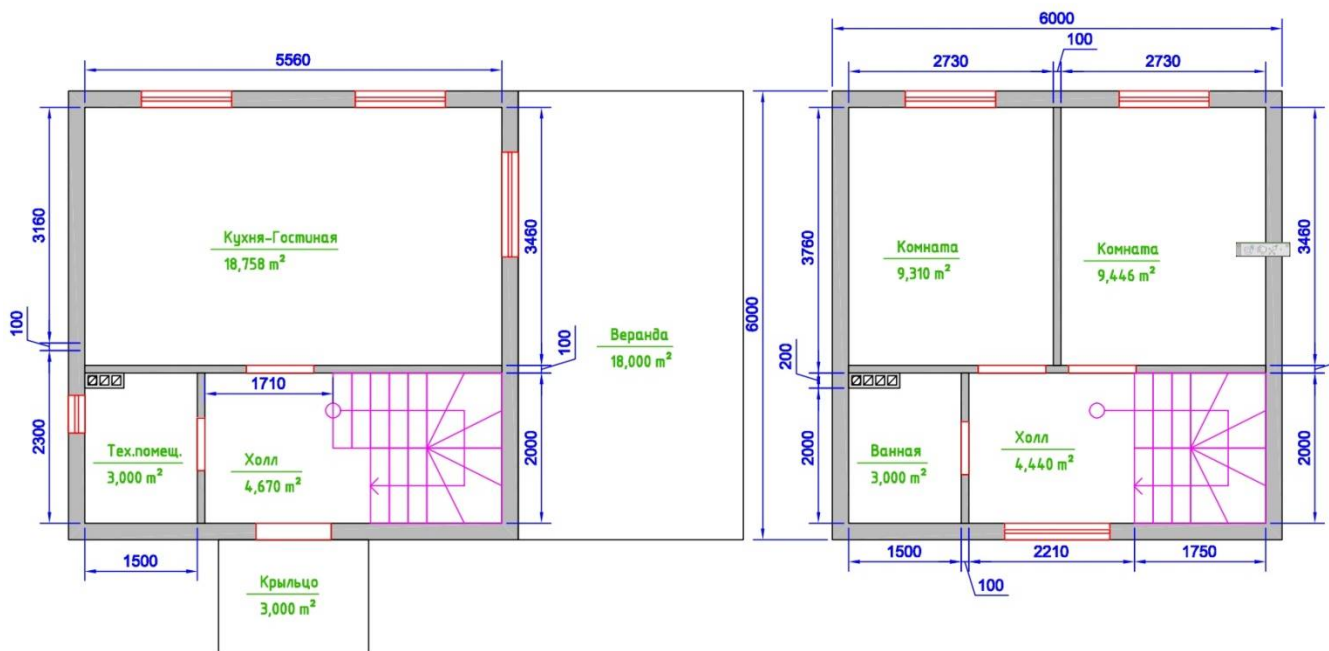 5560
3160
3460
Кухня-Гостиная
18,758 m²
100
100
1710
2300
2000
Тех.помещ.
3,000 m²
Холл
4,670 m²
1500
Крыльцо
3,000 m²
Веранда
18,000 m²
6000
6000
100
2730
2730
3760
3460
Комната
9,310 m²
Комната
9,446 m²
200
2000
2000
Ванная
3,000 m²
Холл
4,440 m²
1500
2210
1750
100